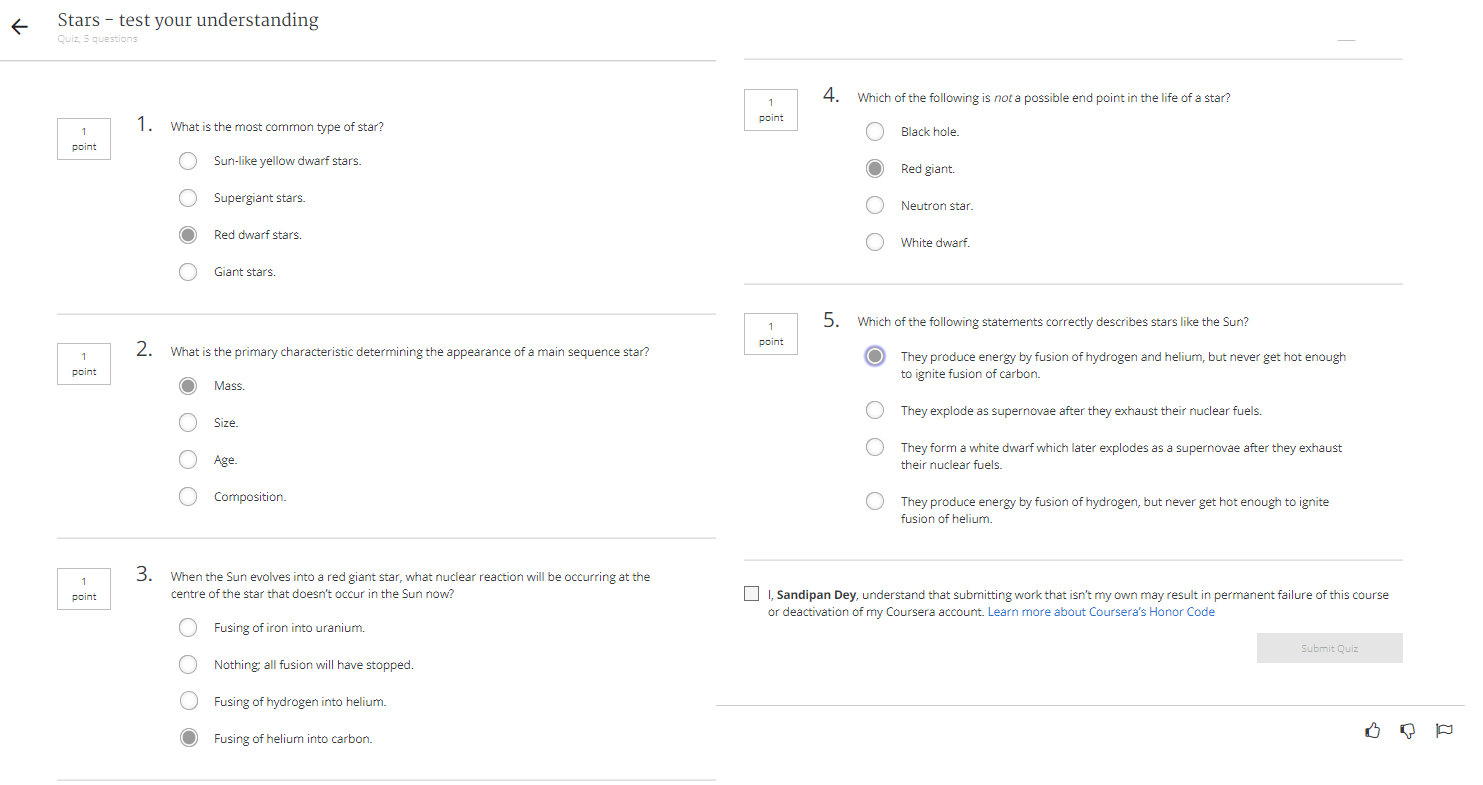 Stars – test your understanding
Quiz, 5 questions
1
point
1.
What is the most common type of star?
Sun-like yellow dwarf stars.
Supergiant stars.
Red dwarf stars.
Giant stars.
1
point
2.
What is the primary characteristic determining the appearance of a main sequence star?
Mass.
Size.
Age.
Composition.
1
point
3.
When the Sun evolves into a red giant star, what nuclear reaction will be occurring at the
centre of the star that doesn't occur in the Sun now?
Fusing of iron into uranium.
Nothing; all fusion will have stopped.
Fusing of hydrogen into helium.
Fusing of helium into carbon.
1
point
4.
Which of the following is not a possible end point in the life of a star?
Black hole.
Red giant.
Neutron star.
White dwarf.
1
point
5.
Which of the following statements correctly describes stars like the Sun?
They produce energy by fusion of hydrogen and helium, but never get hot enough
to ignite fusion of carbon.
They explode as supernovae after they exhaust their nuclear fuels.
They form a white dwarf which later explodes as a supernovae after they exhaust
their nuclear fuels.
They produce energy by fusion of hydrogen, but never get hot enough to ignite
fusion of helium.
I, Sandipan Dey, understand that submitting work that isn't my own may result in permanent failure of this course
or deactivation of my Coursera account. Learn more about Coursera's Honor Code
Submit Quiz